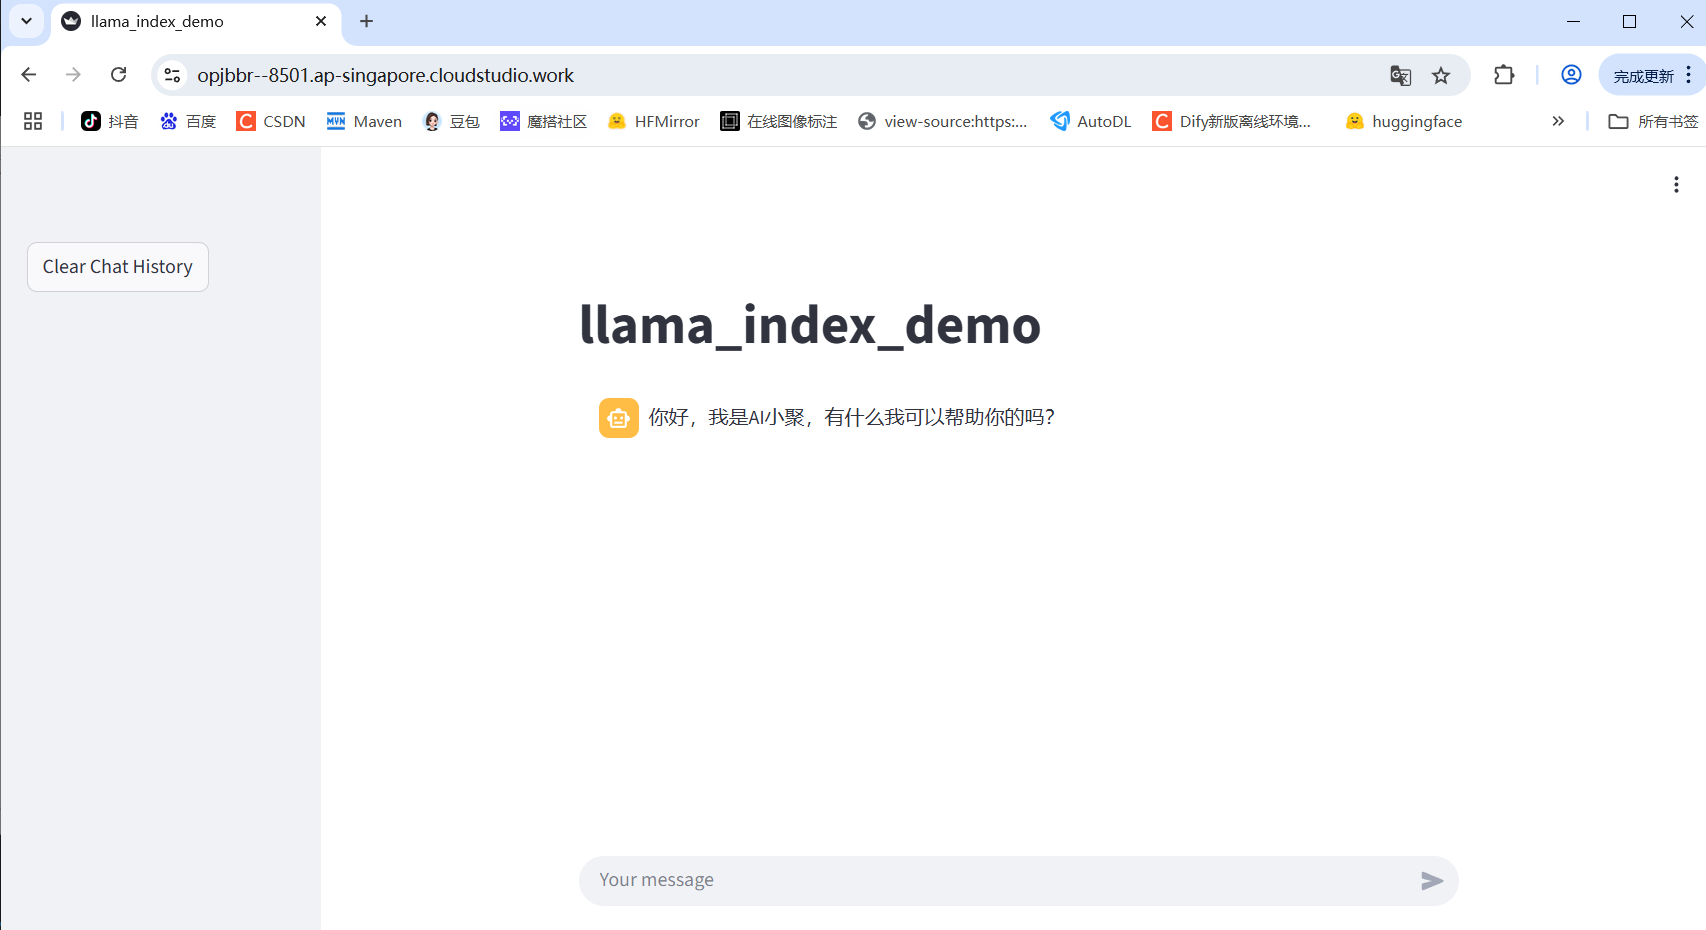 llama_index_demo
opjbbr--8501.ap-singapore.cloudstudio.work
完成更新
抖音 百度 CSDN Maven 豆包 魔搭社区 HFMirror 在线图像标注 view-source:https:... AutoDL Dify新版离线环境... huggingface 所有书签
Clear Chat History
llama_index_demo
你好，我是AI小聚，有什么我可以帮助你的吗？
Your message